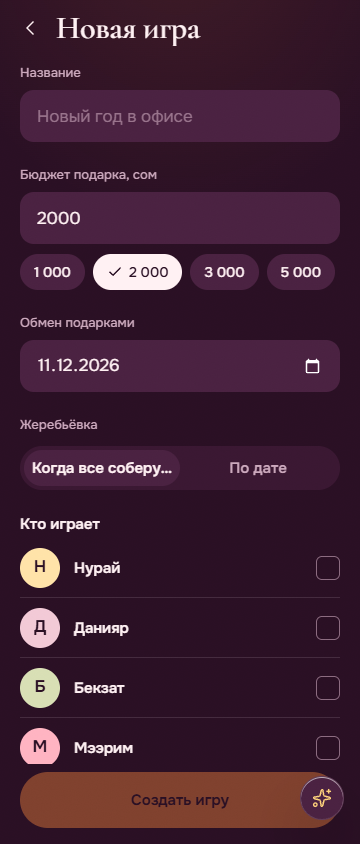 Новая игра
Название
Новый год в офисе
Бюджет подарка, сом
2000
1 000
2 000
3 000
5 000
Обмен подарками
11.12.2026
Жеребьёвка
Когда все соберу...
По дате
Кто играет
Н
Нурай
Д
Данияр
Б
Бекзат
М
Мээрим
Создать игру